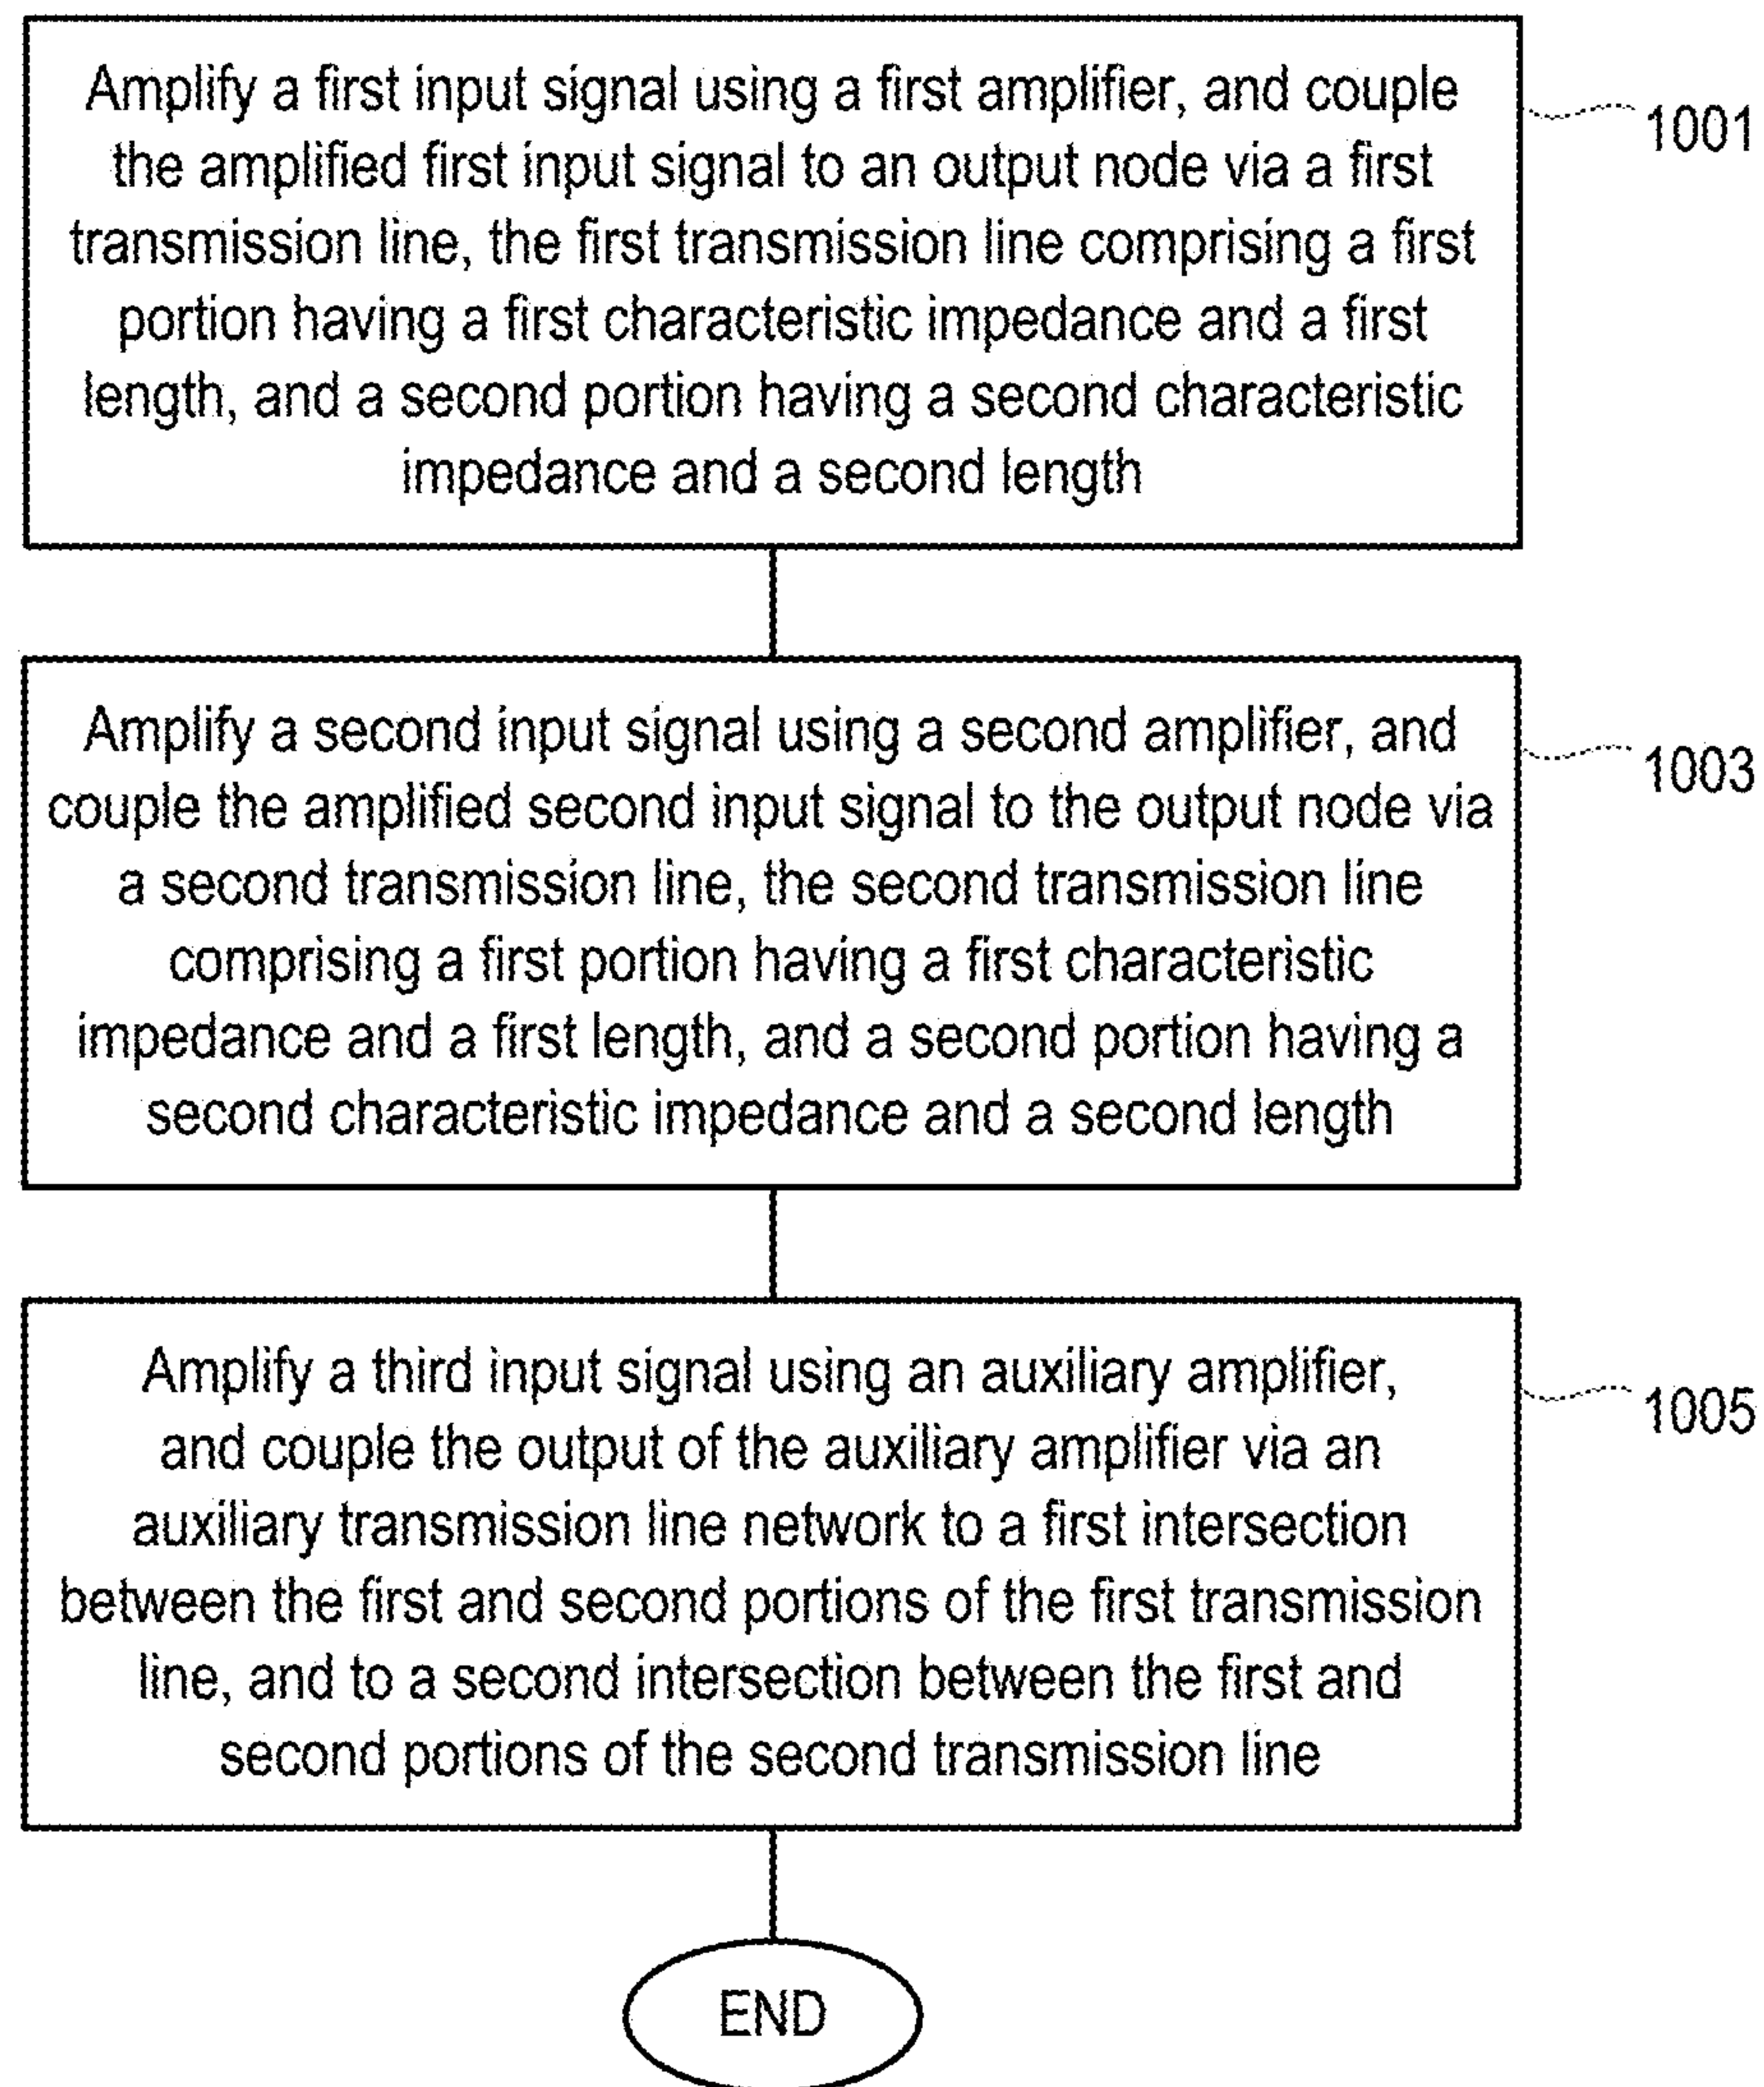 Amplify a first input signal using a first amplifier, and couple
the amplified first input signal to an output node via a first
transmission line, the first transmission line comprising a first
portion having a first characteristic impedance and a first
length, and a second portion having a second characteristic
impedance and a second length
1001
Amplify a second input signal using a second amplifier, and
couple the amplified second input signal to the output node via
a second transmission line, the second transmission line
comprising a first portion having a first characteristic
impedance and a first length, and a second portion having a
second characteristic impedance and a second length
1003
Amplify a third input signal using an auxiliary amplifier,
and couple the output of the auxiliary amplifier via an
auxiliary transmission line network to a first intersection
between the first and second portions of the first transmission
line, and to a second intersection between the first and
second portions of the second transmission line
1005
END